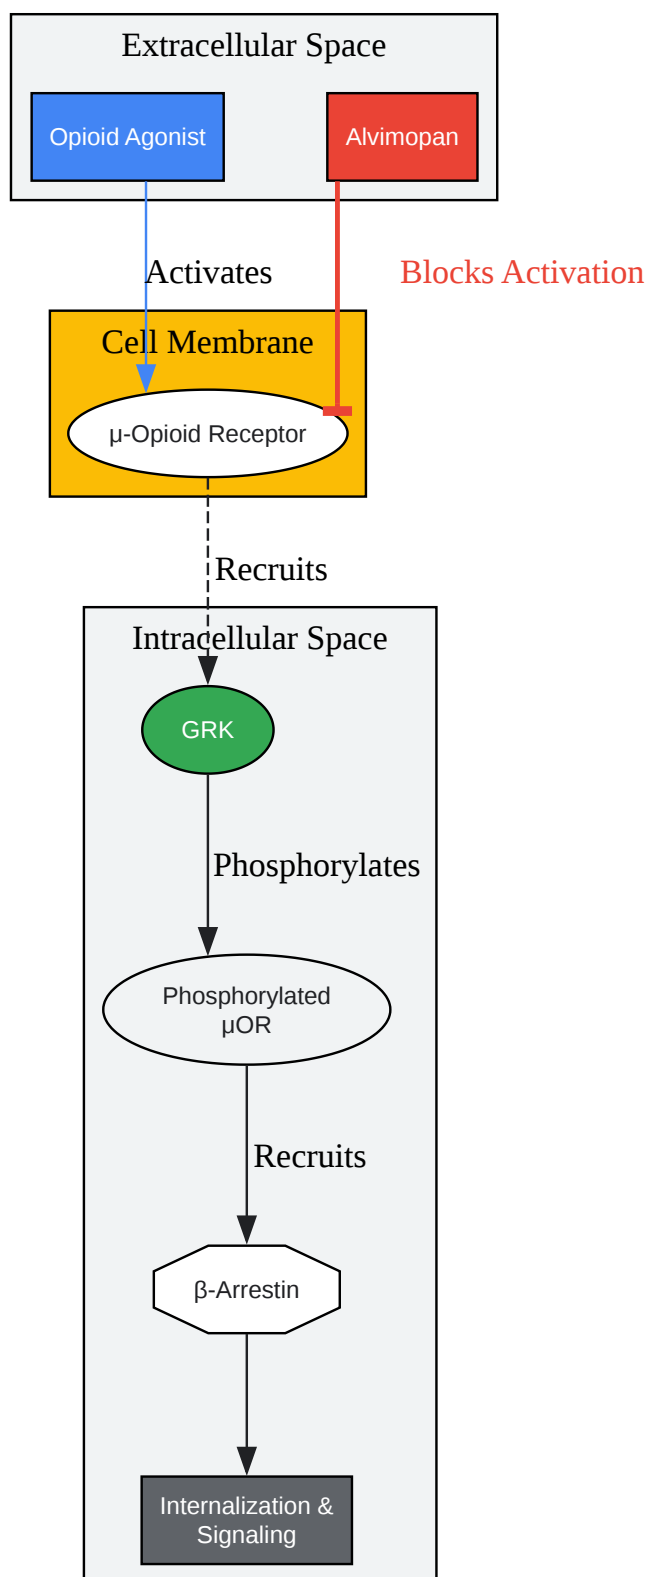 Extracellular Space
Opioid Agonist
Alvimopan
Activates
Blocks Activation
Cell Membrane
μ-Opioid Receptor
Recruits
Intracellular Space
GRK
Phosphorylates
Phosphorylated
μOR
Recruits
β-Arrestin
Internalization &
Signaling